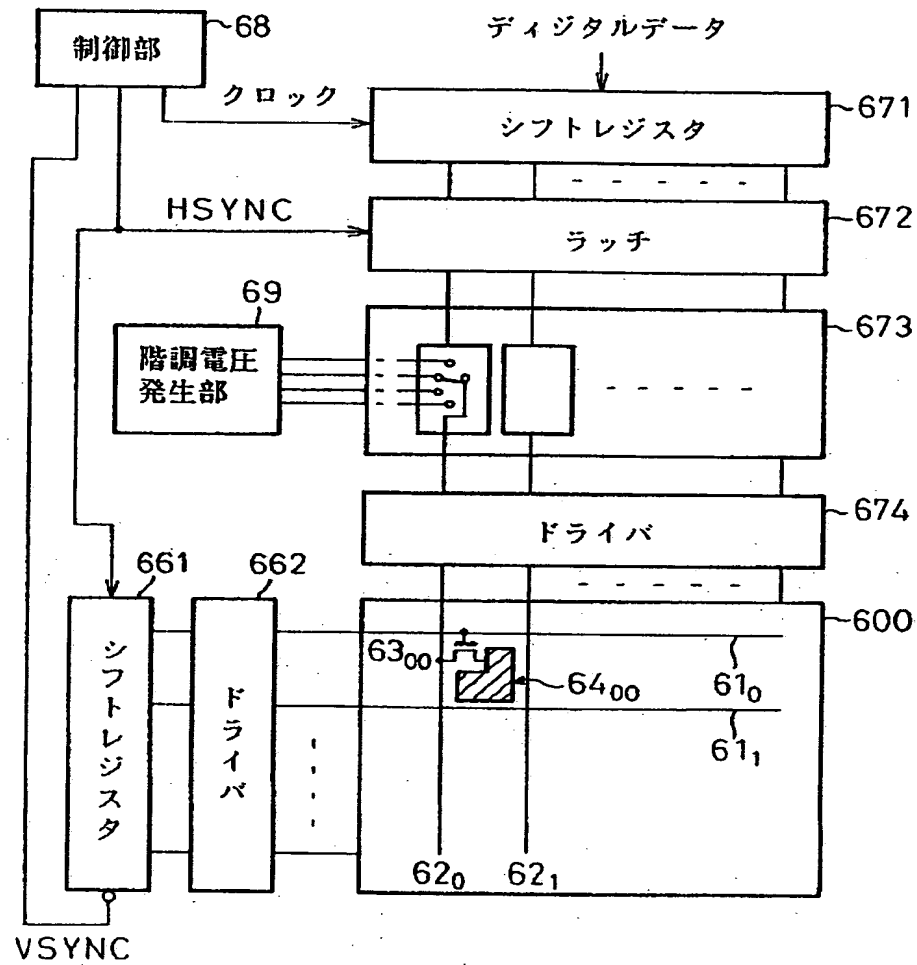 制御部
68
ディジタルデータ
クロック
シフトレジスタ
671
HSYNC
ラッチ
672
69
階調電圧
発生部
673
ドライバ
674
661
662
600
シフトレジスタ
ドライバ
63₀₀
64₀₀
61₀
61₁
62₀
62₁
VSYNC